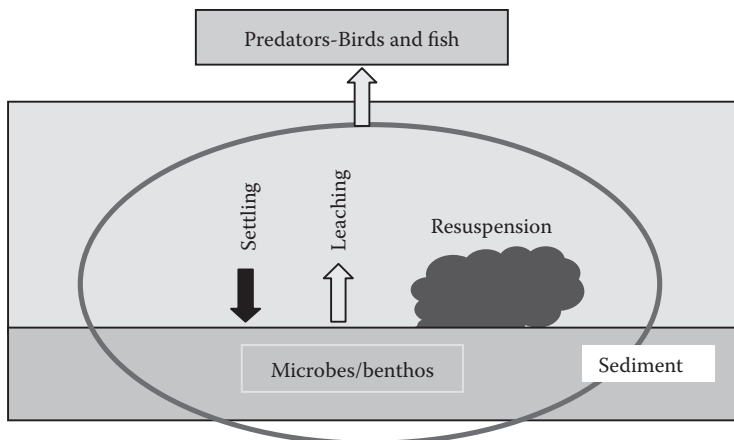 Predators-Birds and fish
Settling
Leaching
Resuspension
Microbes/benthos
Sediment